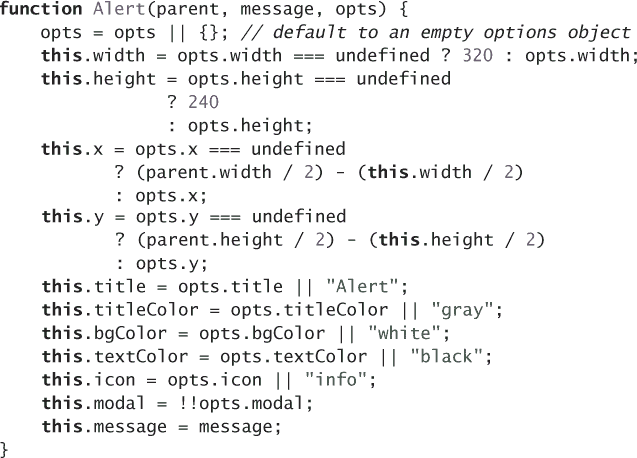 function Alert(parent, message, opts) {
    opts = opts || {}; // default to an empty options object
    this.width = opts.width === undefined ? 320 : opts.width;
    this.height = opts.height === undefined
                ? 240
                : opts.height;
    this.x = opts.x === undefined
           ? (parent.width / 2) - (this.width / 2)
           : opts.x;
    this.y = opts.y === undefined
           ? (parent.height / 2) - (this.height / 2)
           : opts.y;
    this.title = opts.title || "Alert";
    this.titleColor = opts.titleColor || "gray";
    this.bgColor = opts.bgColor || "white";
    this.textColor = opts.textColor || "black";
    this.icon = opts.icon || "info";
    this.modal = !!opts.modal;
    this.message = message;
}